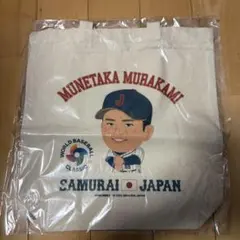 MUNETAKA MURAKAMI
J
WORLD BASEBALL
CLASSIC
SAMURAI JAPAN